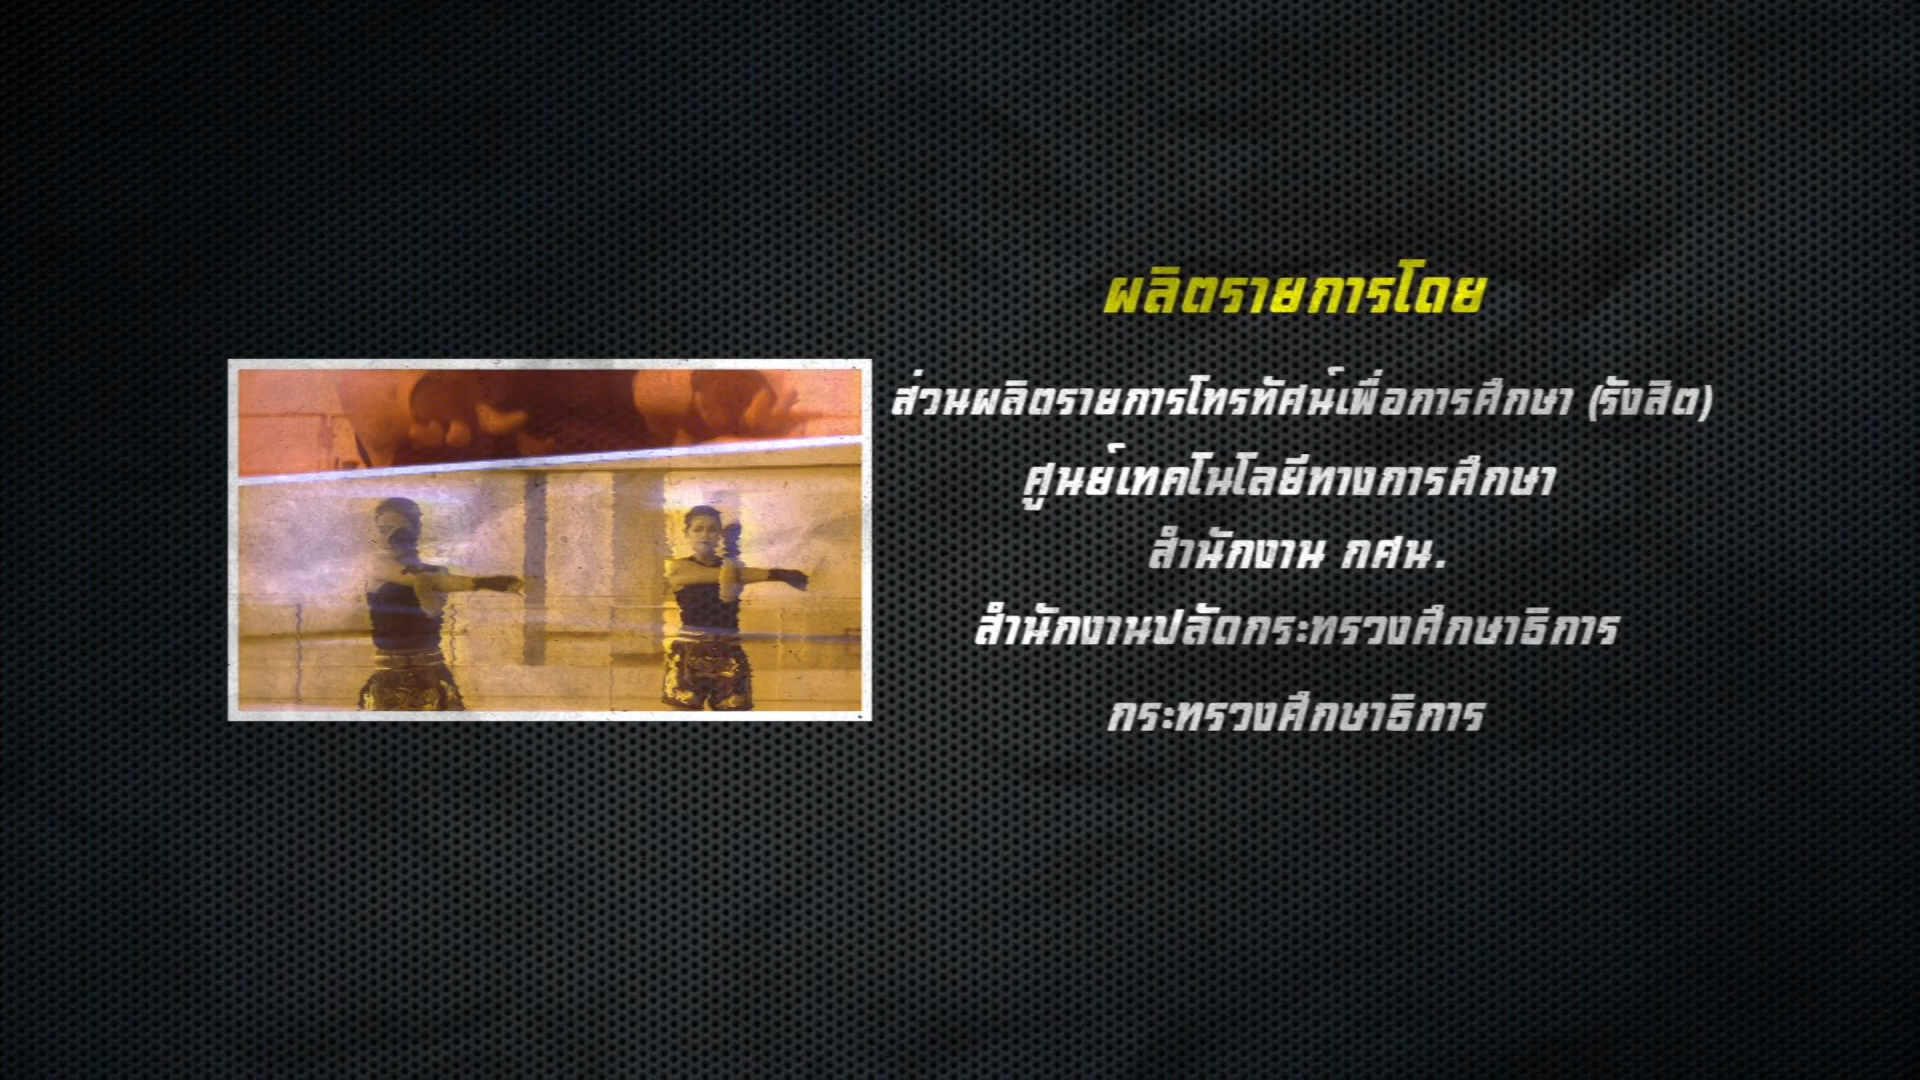 ผลิตรายการโดย
ส่วนผลิตรายการโทรทัศน์เพื่อการศึกษา (รังสิต)
ศูนย์เทคโนโลยีทางการศึกษา
สำนักงาน กศน.
สำนักงานปลัดกระทรวงศึกษาธิการ
กระทรวงศึกษาธิการ